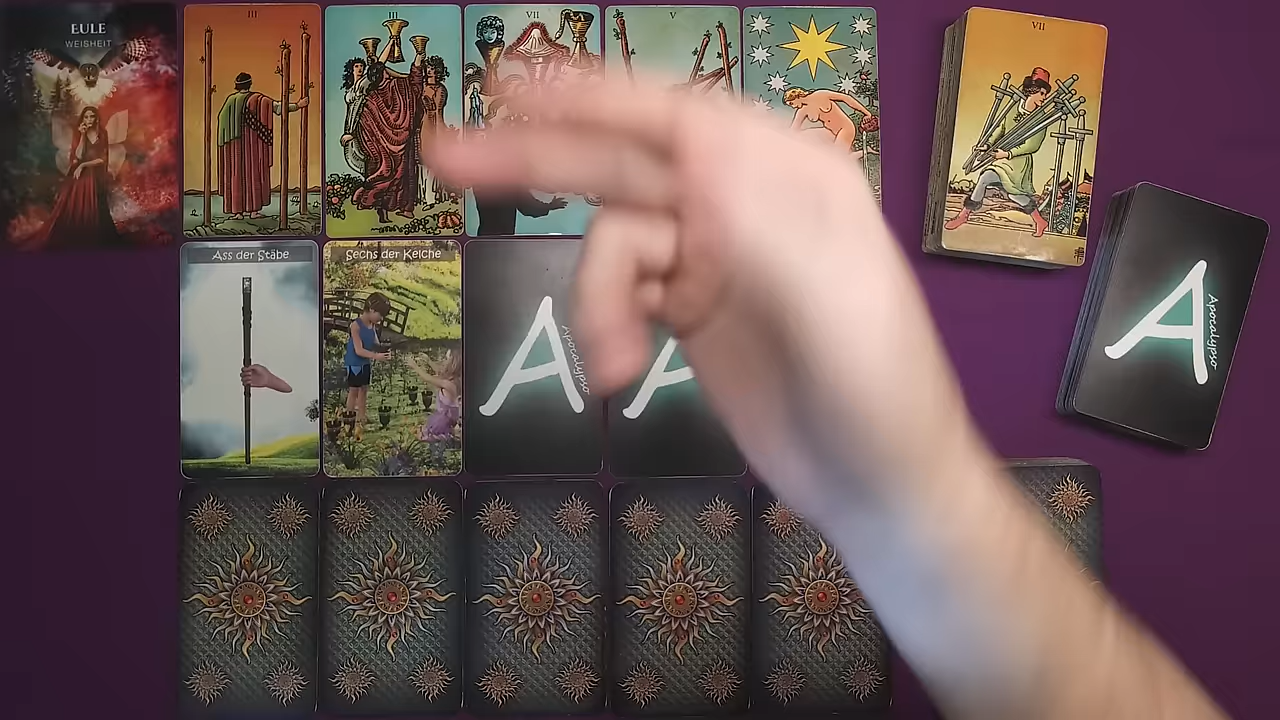 EULE
WEISHEIT
III
III
VII
V
VII
Ass der Stäbe
Sechs der Kelche
A
Apocalypso
A
A
Apocalypso